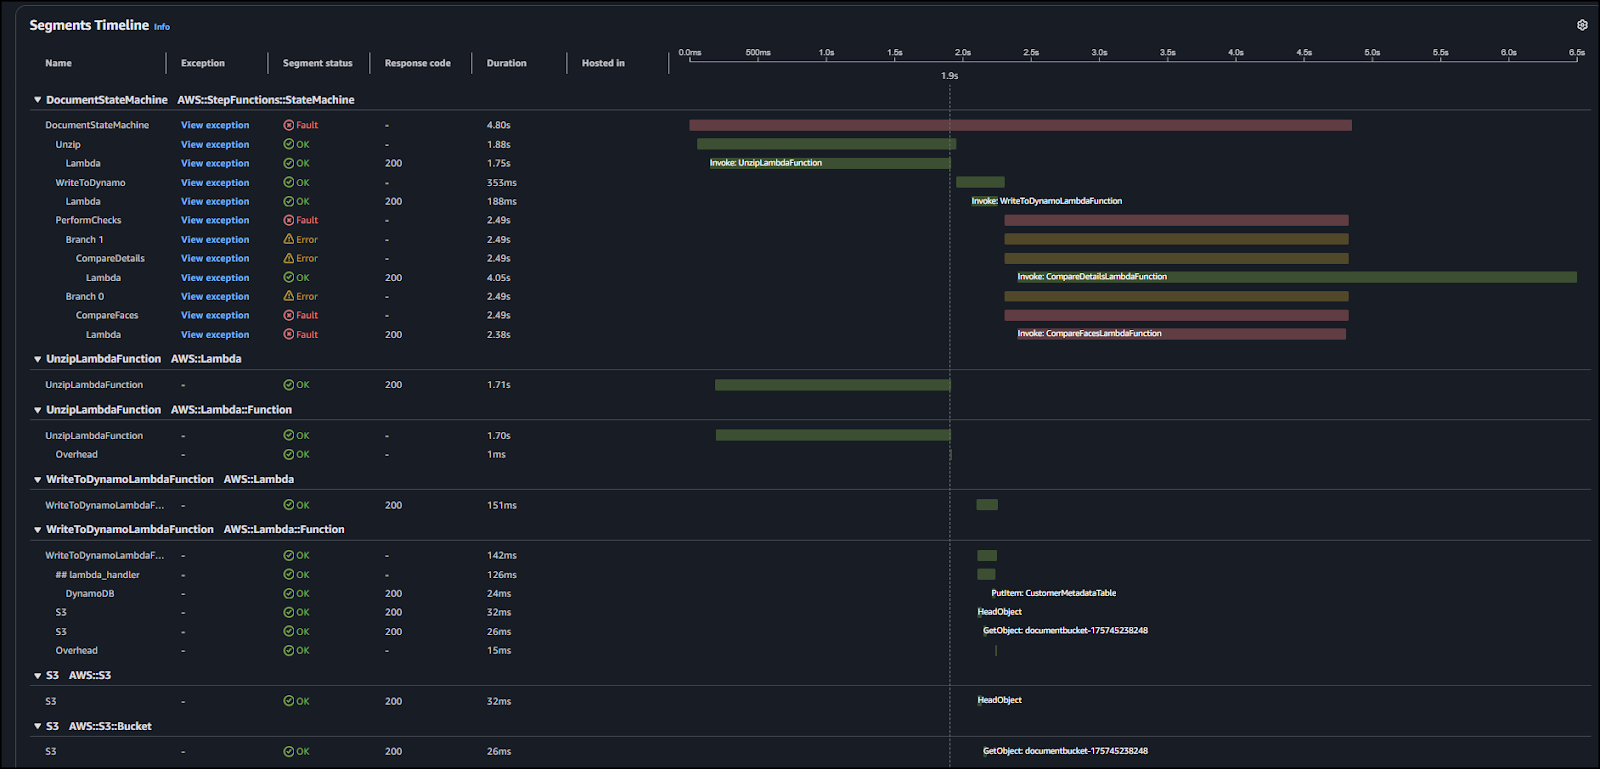 Segments Timeline Info
0.0ms 500ms 1.0s 1.5s 2.0s 2.5s 3.0s 3.5s 4.0s 4.5s 5.0s 5.5s 6.0s 6.5s
Name Exception Segment status Response code Duration Hosted in
1.9s
DocumentStateMachine AWS::StepFunctions::StateMachine
DocumentStateMachine View exception Fault - 4.80s
Unzip View exception OK - 1.88s
Lambda View exception OK 200 1.75s Invoke: UnzipLambdaFunction
WriteToDynamo View exception OK - 353ms
Lambda View exception OK 200 188ms Invoke: WriteToDynamoLambdaFunction
PerformChecks View exception Fault - 2.49s
Branch 1 View exception Error - 2.49s
CompareDetails View exception Error - 2.49s
Lambda View exception OK 200 4.05s Invoke: CompareDetailsLambdaFunction
Branch 0 View exception Error - 2.49s
CompareFaces View exception Fault - 2.49s
Lambda View exception Fault 200 2.38s Invoke: CompareFacesLambdaFunction
UnzipLambdaFunction AWS::Lambda
UnzipLambdaFunction - OK 200 1.71s
UnzipLambdaFunction AWS::Lambda::Function
UnzipLambdaFunction - OK - 1.70s
Overhead - OK - 1ms
WriteToDynamoLambdaFunction AWS::Lambda
WriteToDynamoLambdaF... - OK 200 151ms
WriteToDynamoLambdaFunction AWS::Lambda::Function
WriteToDynamoLambdaF... - OK - 142ms
## lambda_handler - OK - 126ms
DynamoDB - OK 200 24ms PutItem: CustomerMetadataTable
S3 - OK 200 32ms HeadObject
S3 - OK 200 26ms GetObject: documentbucket-175745238248
Overhead - OK - 15ms
S3 AWS::S3
S3 - OK 200 32ms HeadObject
S3 AWS::S3::Bucket
S3 - OK 200 26ms GetObject: documentbucket-175745238248